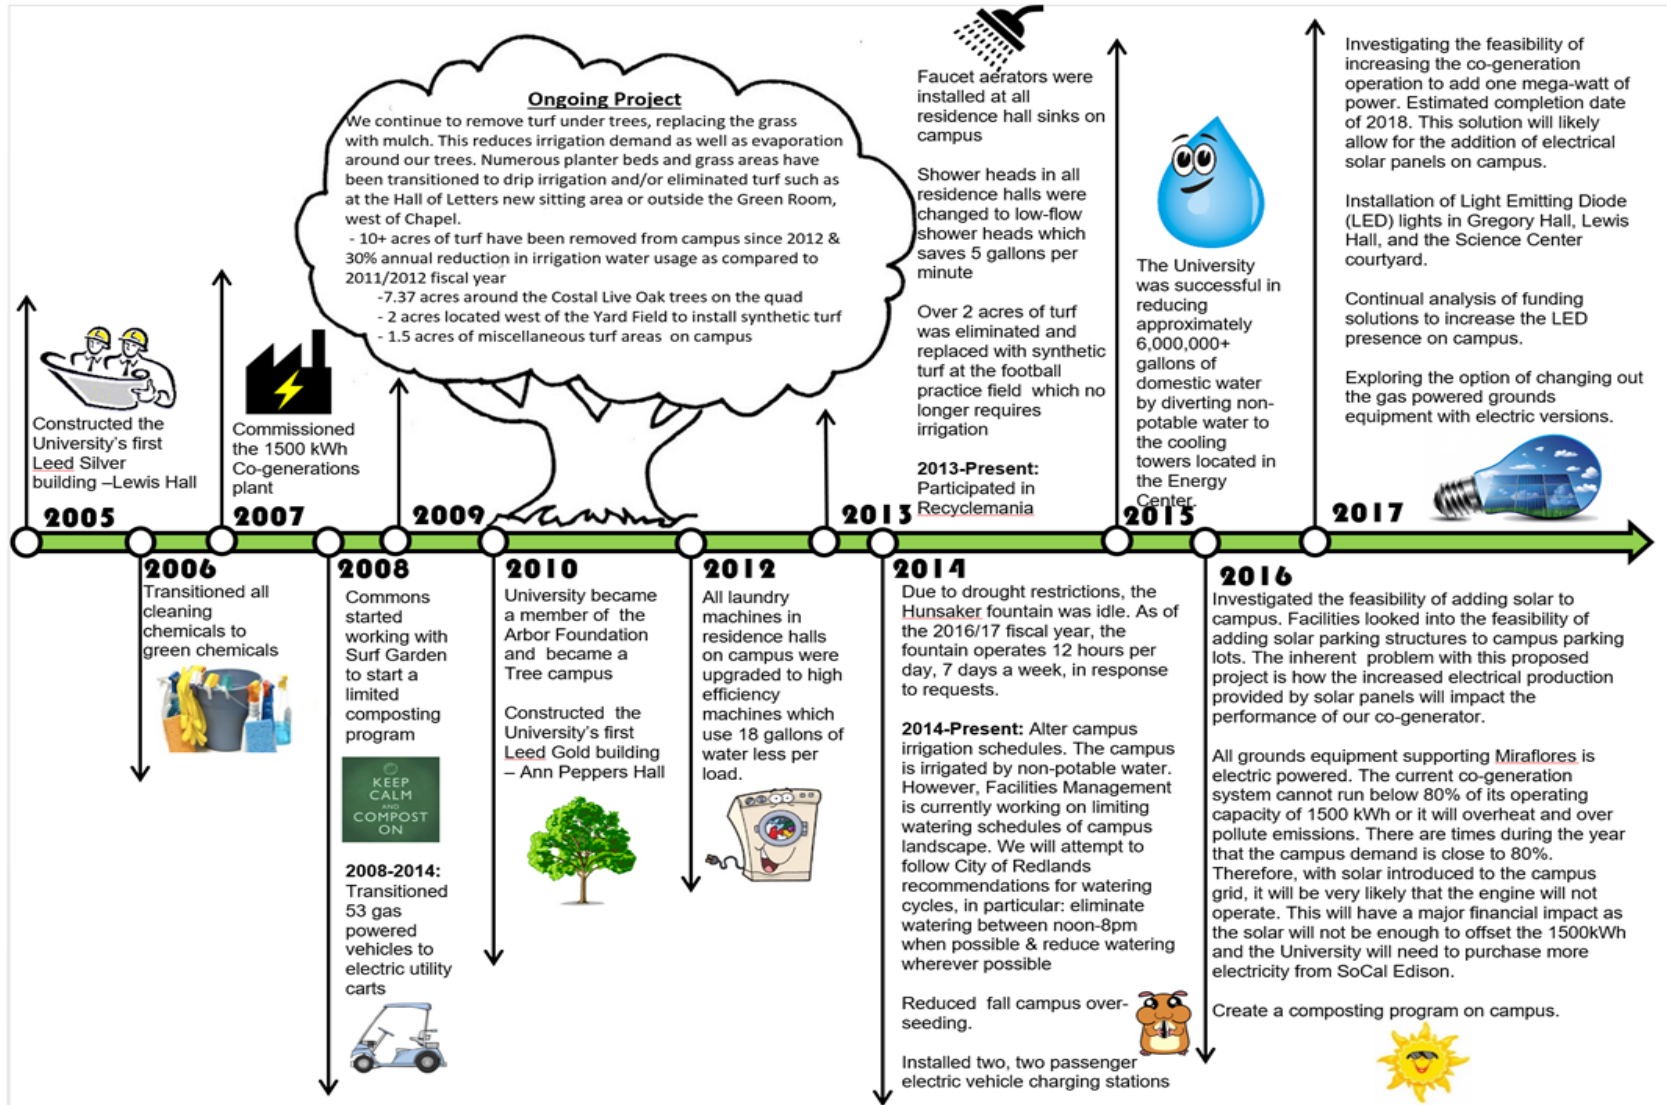 Ongoing Project
We continue to remove turf under trees, replacing the grass
with mulch. This reduces irrigation demand as well as evaporation
around our trees. Numerous planter beds and grass areas have
been transitioned to drip irrigation and/or eliminated turf such as
at the Hall of Letters new sitting area or outside the Green Room,
west of Chapel.
- 10+ acres of turf have been removed from campus since 2012 &
30% annual reduction in irrigation water usage as compared to
2011/2012 fiscal year
-7.37 acres around the Costal Live Oak trees on the quad
- 2 acres located west of the Yard Field to install synthetic turf
- 1.5 acres of miscellaneous turf areas on campus
Constructed the
University's first
Leed Silver
building –Lewis Hall
2005
2006
Transitioned all
cleaning
chemicals to
green chemicals
Commissioned
the 1500 kWh
Co-generations
plant
2007
2008
Commons
started
working with
Surf Garden
to start a
limited
composting
program
KEEP
CALM
AND
COMPOST
ON
2008-2014:
Transitioned
53 gas
powered
vehicles to
electric utility
carts
2009
2010
University became
a member of the
Arbor Foundation
and became a
Tree campus
Constructed the
University's first
Leed Gold building
– Ann Peppers Hall
2012
All laundry
machines in
residence halls
on campus were
upgraded to high
efficiency
machines which
use 18 gallons of
water less per
load.
Faucet aerators were
installed at all
residence hall sinks on
campus
Shower heads in all
residence halls were
changed to low-flow
shower heads which
saves 5 gallons per
minute
Over 2 acres of turf
was eliminated and
replaced with synthetic
turf at the football
practice field which no
longer requires
irrigation
2013-Present:
Participated in
Recyclemania
2013
2014
Due to drought restrictions, the
Hunsaker fountain was idle. As of
the 2016/17 fiscal year, the
fountain operates 12 hours per
day, 7 days a week, in response
to requests.
2014-Present: Alter campus
irrigation schedules. The campus
is irrigated by non-potable water.
However, Facilities Management
is currently working on limiting
watering schedules of campus
landscape. We will attempt to
follow City of Redlands
recommendations for watering
cycles, in particular: eliminate
watering between noon-8pm
when possible & reduce watering
wherever possible
Reduced fall campus over-
seeding.
Installed two, two passenger
electric vehicle charging stations
The University
was successful in
reducing
approximately
6,000,000+
gallons of
domestic water
by diverting non-
potable water to
the cooling
towers located in
the Energy
Center.
2015
2016
Investigated the feasibility of adding solar to
campus. Facilities looked into the feasibility of
adding solar parking structures to campus parking
lots. The inherent problem with this proposed
project is how the increased electrical production
provided by solar panels will impact the
performance of our co-generator.
All grounds equipment supporting Miraflores is
electric powered. The current co-generation
system cannot run below 80% of its operating
capacity of 1500 kWh or it will overheat and over
pollute emissions. There are times during the year
that the campus demand is close to 80%.
Therefore, with solar introduced to the campus
grid, it will be very likely that the engine will not
operate. This will have a major financial impact as
the solar will not be enough to offset the 1500kWh
and the University will need to purchase more
electricity from SoCal Edison.
Create a composting program on campus.
Investigating the feasibility of
increasing the co-generation
operation to add one mega-watt of
power. Estimated completion date
of 2018. This solution will likely
allow for the addition of electrical
solar panels on campus.
Installation of Light Emitting Diode
(LED) lights in Gregory Hall, Lewis
Hall, and the Science Center
courtyard.
Continual analysis of funding
solutions to increase the LED
presence on campus.
Exploring the option of changing out
the gas powered grounds
equipment with electric versions.
2017